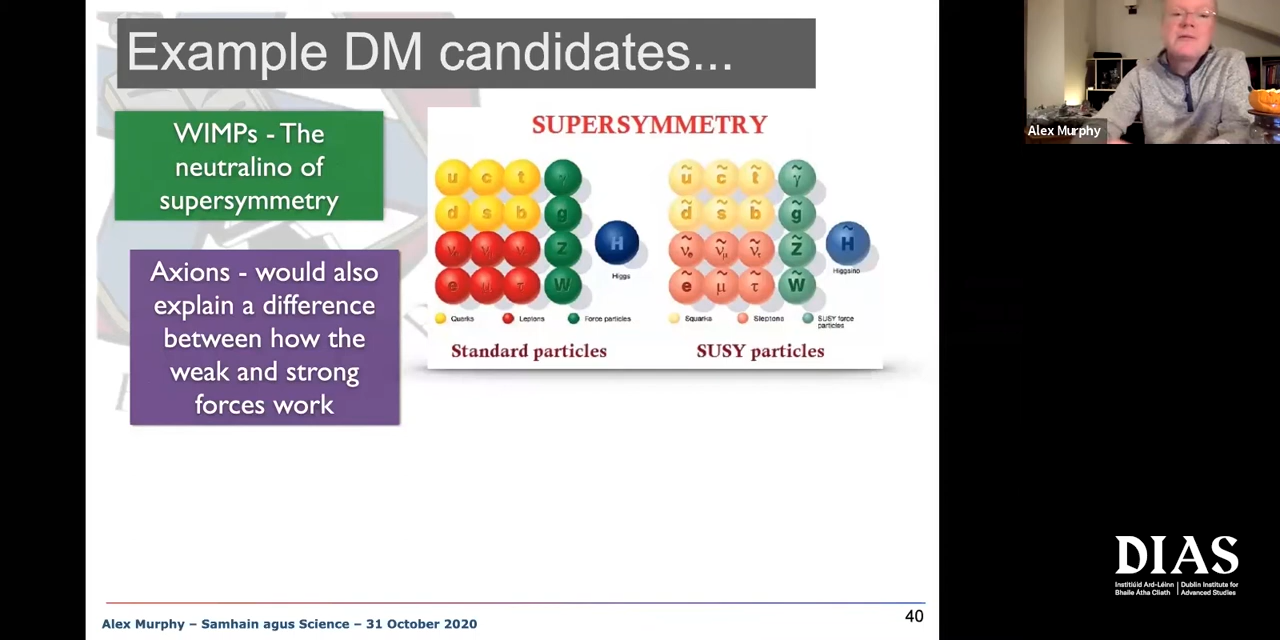 Example DM candidates...
WIMPs - The
neutralino of
supersymmetry
Axions - would also
explain a difference
between how the
weak and strong
forces work
SUPERSYMMETRY
u c t γ
d s b g
Z
H
e μ τ W
Higgs
Quarks
Leptons
Force particles
Standard particles
ũ c̃ t̃ γ̃
d̃ s̃ b̃ g̃
ν̃e ν̃μ ν̃τ Z̃
H̃
ẽ μ̃ τ̃ W̃
Higgsino
Squarks
Sleptons
SUSY force
particles
SUSY particles
Alex Murphy – Samhain agus Science – 31 October 2020
40
Alex Murphy
DIAS
Institiúid Ard-Léinn
Bhaile Átha Cliath
Dublin Institute for
Advanced Studies